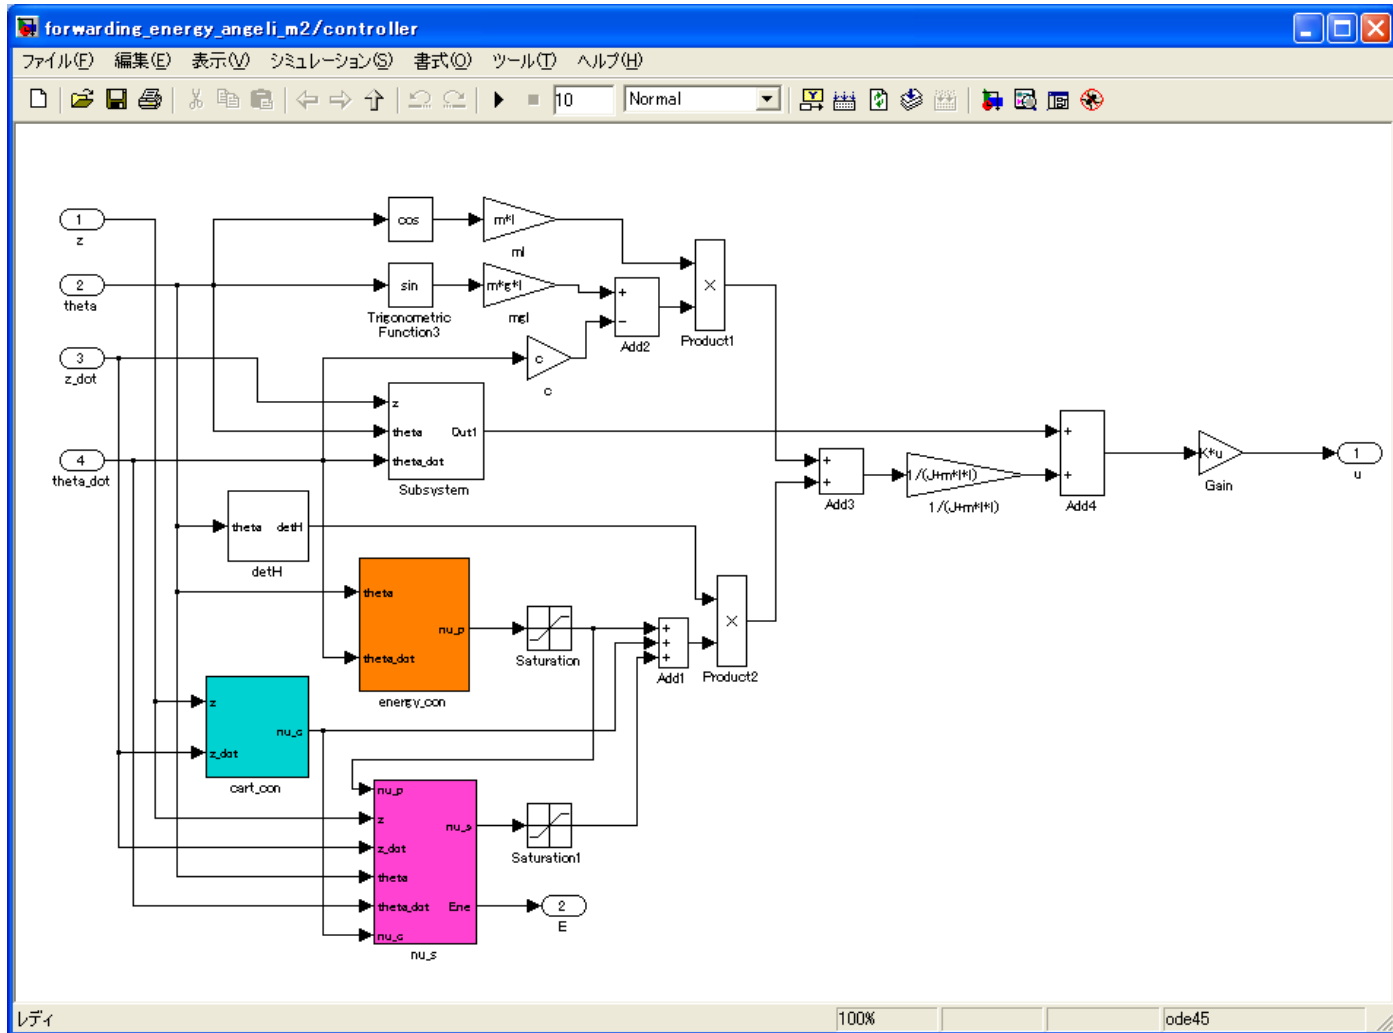 forwarding_energy_angeli_m2/controller
ファイル(F) 編集(E) 表示(V) シミュレーション(S) 書式(O) ツール(T) ヘルプ(H)
10 Normal
1
z
cos
m*l
ml
2
theta
sin
Trigonometric
Function3
m*g*l
mgl
+
-
Add2
×
Product1
3
z_dot
c
c
z
theta
theta_dot
Out1
Subsystem
4
theta_dot
theta detH
detH
+
+
Add3
1/(J+m*l*l)
1/(J+m*l*l)
+
+
Add4
K*u
Gain
1
u
theta
nu_p
theta_dot
energy_con
Saturation
+
+
+
Add1
×
Product2
z
nu_c
z_dot
cart_con
nu_p
z
nu_s
z_dot
theta
theta_dot Ene
nu_c
nu_s
Saturation1
2
E
レディ 100% ode45